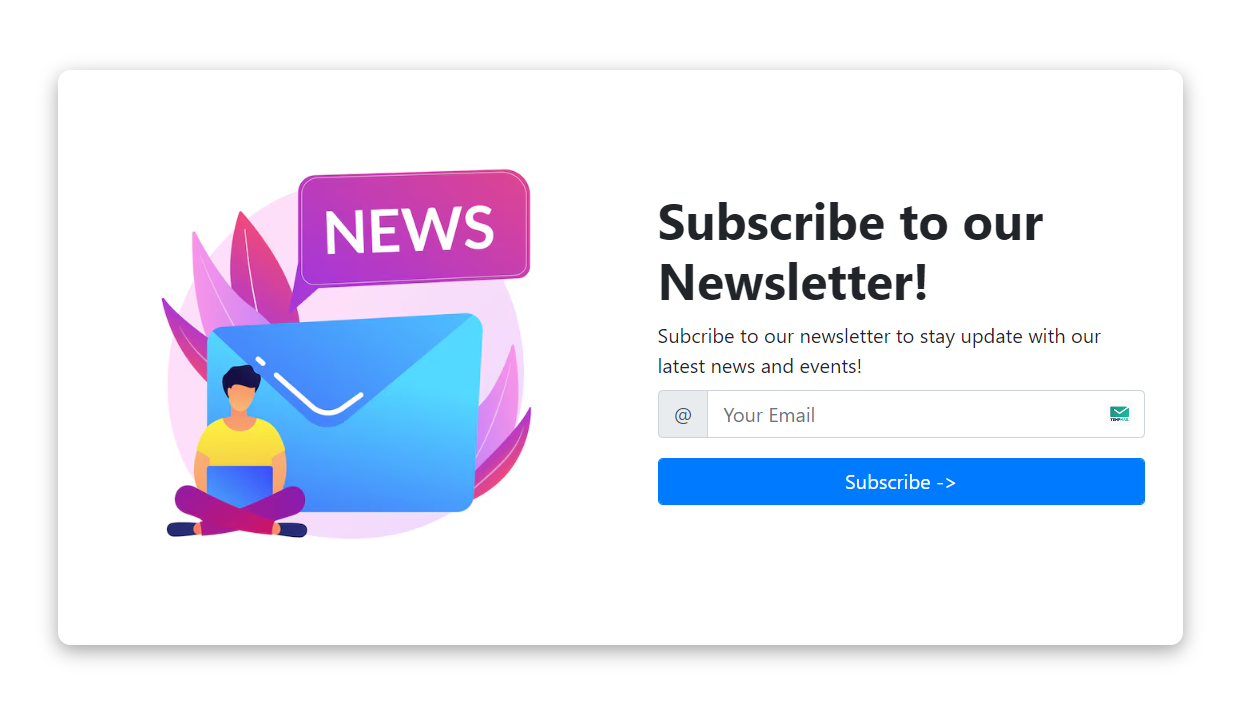 NEWS
Subscribe to our
Newsletter!
Subcribe to our newsletter to stay update with our
latest news and events!
@ Your Email
Subscribe ->